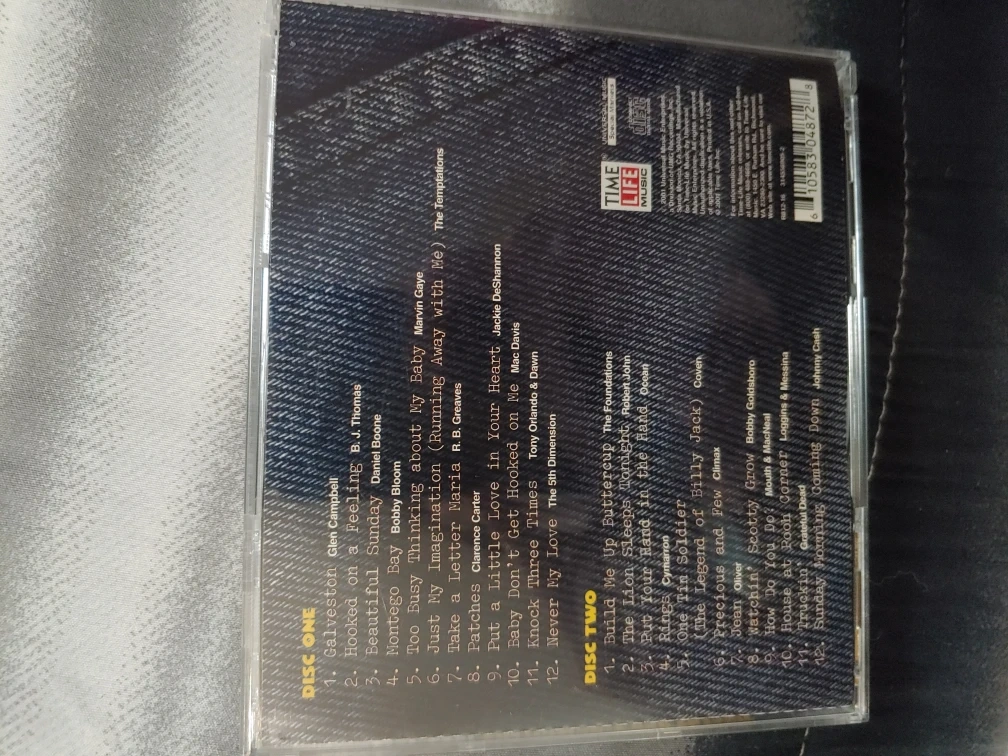 DISC ONE
1. Galveston Glen Campbell
2. Hooked on a Feeling B. J. Thomas
3. Beautiful Sunday Daniel Boone
4. Montego Bay Bobby Bloom
5. Too Busy Thinking about My Baby Marvin Gaye
6. Just My Imagination (Running Away with Me) The Temptations
7. Take a Letter Maria R. B. Greaves
8. Patches Clarence Carter
9. Put a Little Love in Your Heart Jackie DeShannon
10. Baby Don't Get Hooked on Me Mac Davis
11. Knock Three Times Tony Orlando & Dawn
12. Never My Love The 5th Dimension
DISC TWO
1. Build Me Up Buttercup The Foundations
2. The Lion Sleeps Tonight Robert John
3. Put Your Hand in the Hand Ocean
4. Rings Cymarron
5. One Tin Soldier
(The Legend of Billy Jack) Coven
6. Precious and Few Climax
7. Jean Oliver
8. Watchin' Scotty Grow Bobby Goldsboro
9. How Do You Do? Mouth & MacNeal
10. House at Pooh Corner Loggins & Messina
11. Truckin' Grateful Dead
12. Sunday Morning Coming Down Johnny Cash
TIME
LIFE
MUSIC
6 10583 04872 8